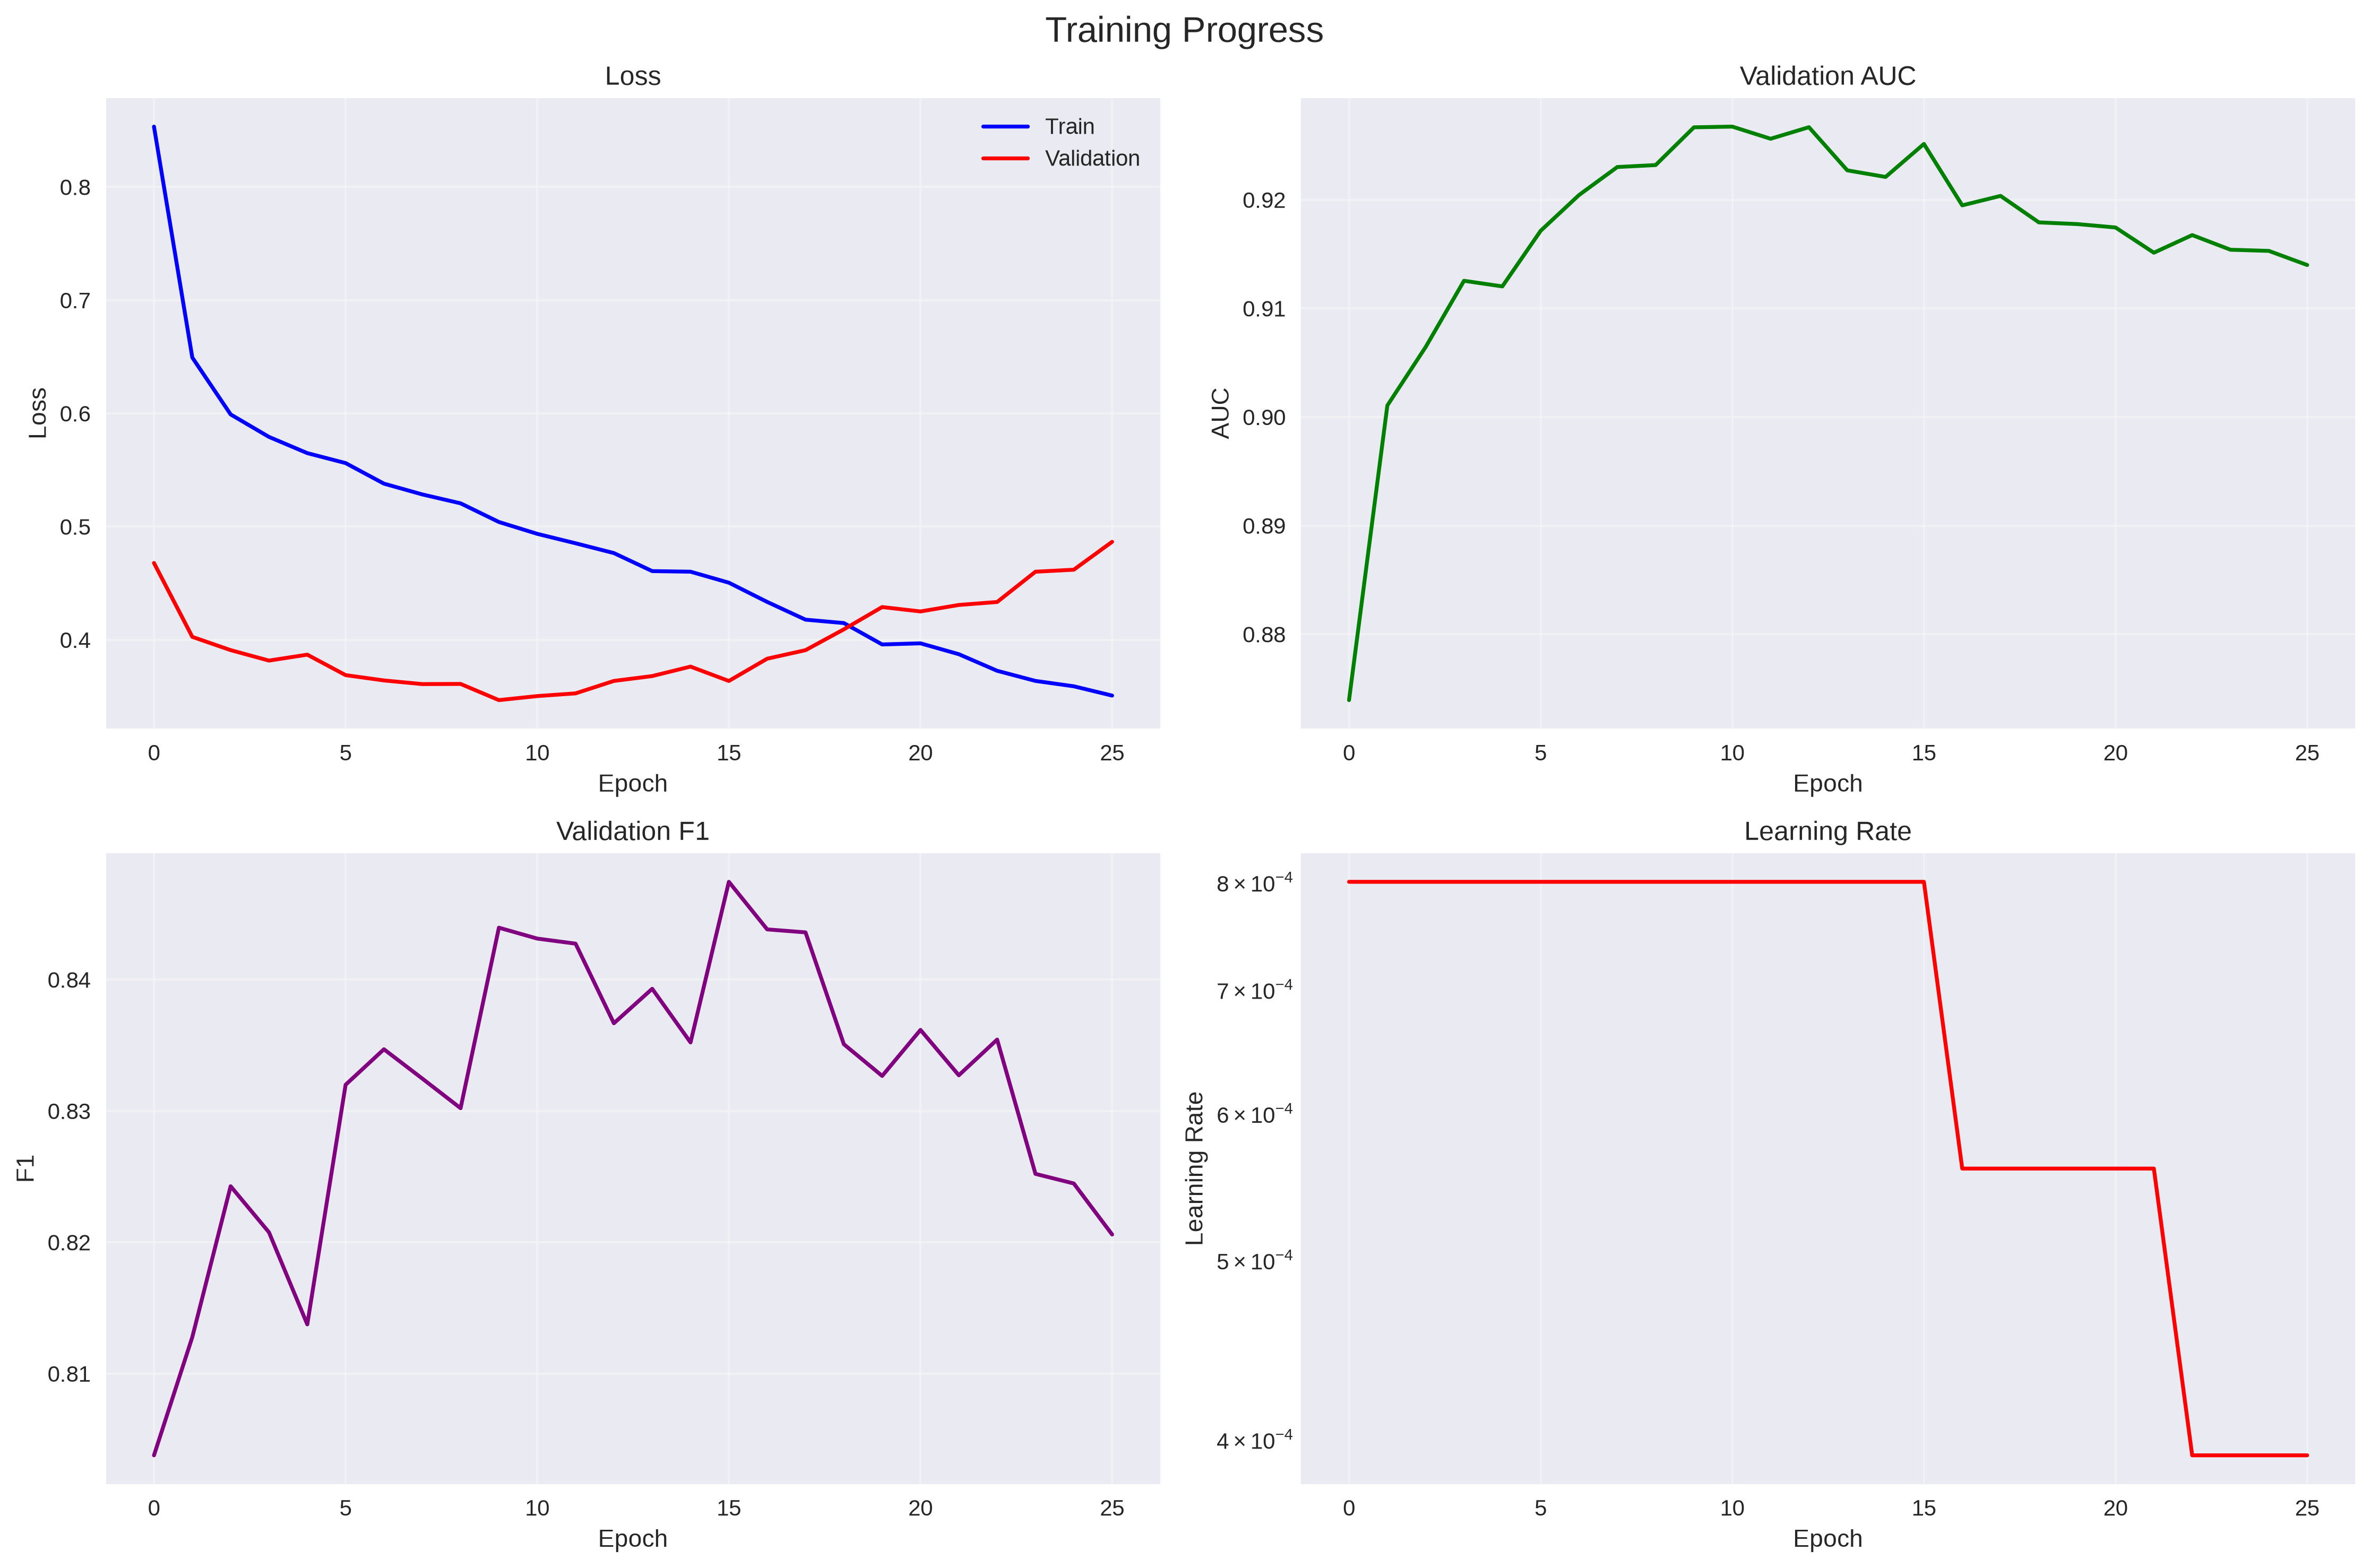 Training Progress
Loss
Train
Validation
Loss
0.8
0.7
0.6
0.5
0.4
0 5 10 15 20 25
Epoch
Validation AUC
AUC
0.92
0.91
0.90
0.89
0.88
0 5 10 15 20 25
Epoch
Validation F1
F1
0.84
0.83
0.82
0.81
0 5 10 15 20 25
Epoch
Learning Rate
Learning Rate
8 × 10⁻⁴
7 × 10⁻⁴
6 × 10⁻⁴
5 × 10⁻⁴
4 × 10⁻⁴
0 5 10 15 20 25
Epoch